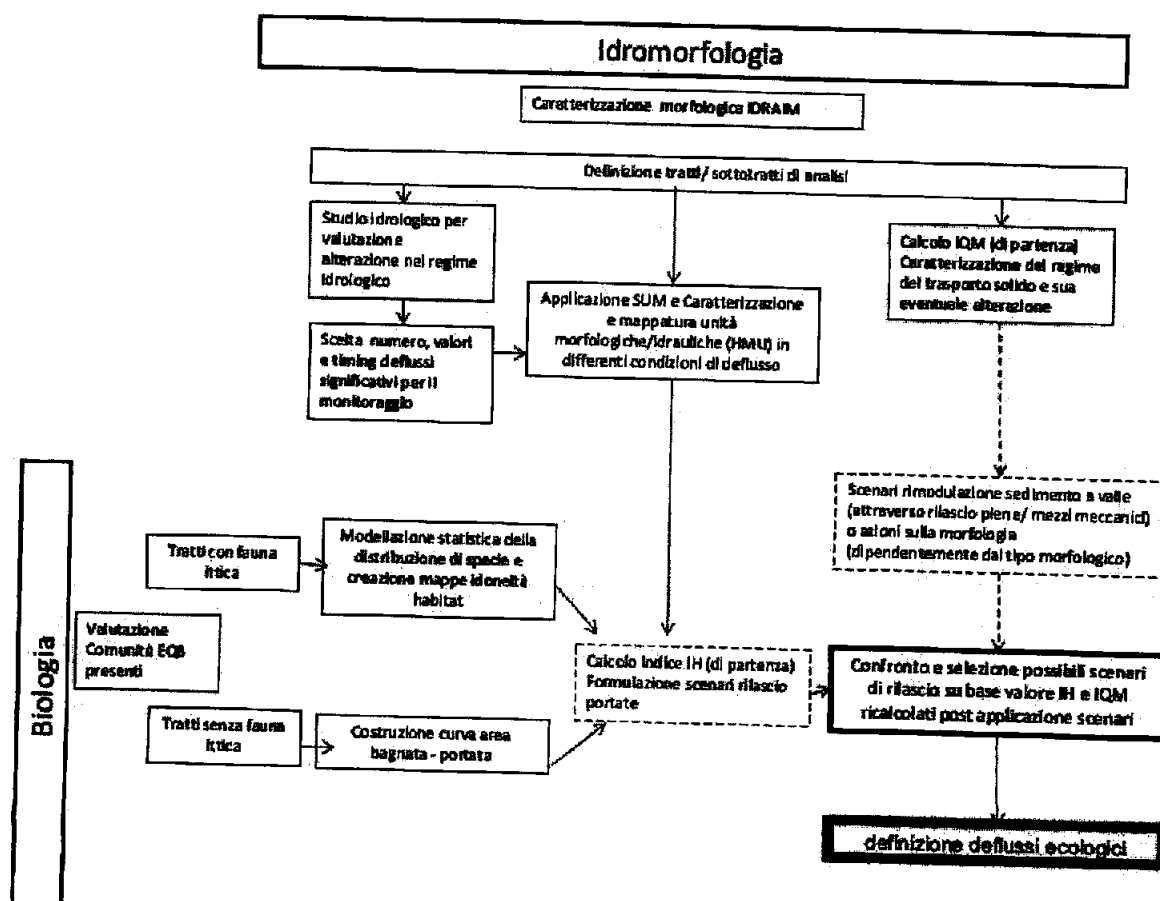 Idromorfologia
Caratterizzazione morfologica IDRAIM
Definizione tratti/ sottotratti di analisi
Studio idrologico per
valutazione
alterazione nel regime
idrologico
Scelta numero, valori
e timing deflussi
significativi per il
monitoraggio
Applicazione SUM e Caratterizzazione
e mappatura unità
morfologiche/idrauliche (HMU) in
differenti condizioni di deflusso
Calcolo IQM (di partenza)
Caratterizzazione del regime
del trasporto solido e sua
eventuale alterazione
Scenari rimodulazione sedimento a valle
(attraverso rilascio piene/ mezzi meccanici)
o azioni sulla morfologia
(dipendentemente dal tipo morfologico)
Biologia
Valutazione
Comunità EQB
presenti
Tratti con fauna
ittica
Modellazione statistica della
distribuzione di specie e
creazione mappe idoneità
habitat
Tratti senza fauna
ittica
Costruzione curva area
bagnata - portata
Calcolo Indice IH (di partenza)
Formulazione scenari rilascio
portate
Confronto e selezione possibili scenari
di rilascio su base valore IH e IQM
ricalcolati post applicazione scenari
definizione deflussi ecologici